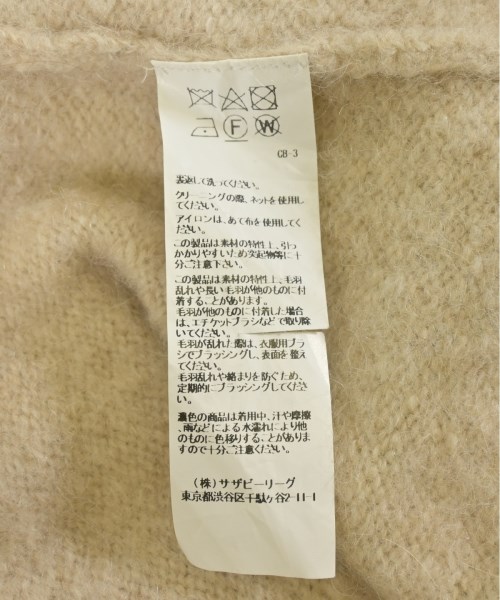 F W
CB-3
裏返して洗ってください。
クリーニングの際、ネットを使用し
てください。
アイロンは、あて布を使用してく
ださい。
この製品は素材の特性上、引っ
かかりやすいため突起物等に十
分ご注意下さい。
この製品は素材の特性上、毛羽
乱れや長い毛羽が他のものに付
着することがあります。
毛羽が他のものに付着した場合
は、エチケットブラシなどで取り除
いてください。
毛羽が乱れた際は、衣服用ブラ
シでブラッシングし、表面を整え
てください。
毛羽乱れや絡まりを防ぐため、
定期的にブラッシングしてくださ
い。
濃色の商品は着用中、汗や摩擦
、雨などによる水濡れにより他
のものに色移りすることがありま
すので十分ご注意ください。
(株)サザビーリーグ
東京都渋谷区千駄ヶ谷2-11-1